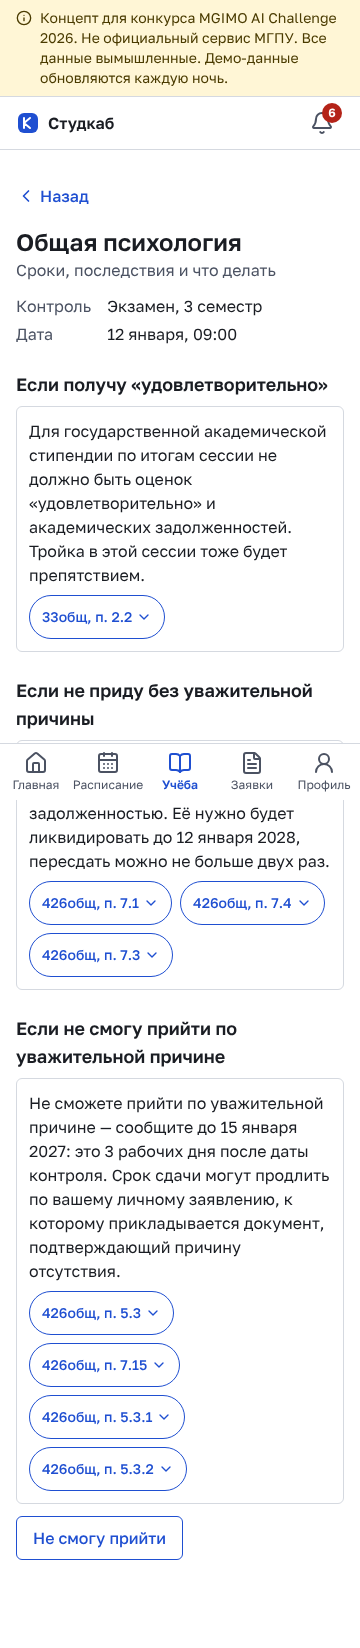 Концепт для конкурса MGIMO AI Challenge
2026. Не официальный сервис МГПУ. Все
данные вымышленные. Демо-данные
обновляются каждую ночь.
Студкаб
6
Назад
Общая психология
Сроки, последствия и что делать
Контроль Экзамен, 3 семестр
Дата 12 января, 09:00
Если получу «удовлетворительно»
Для государственной академической
стипендии по итогам сессии не
должно быть оценок
«удовлетворительно» и
академических задолженностей.
Тройка в этой сессии тоже будет
препятствием.
33общ, п. 2.2
Если не приду без уважительной
причины
Главная Расписание Учёба Заявки Профиль
задолженностью. Её нужно будет
ликвидировать до 12 января 2028,
пересдать можно не больше двух раз.
426общ, п. 7.1 426общ, п. 7.4
426общ, п. 7.3
Если не смогу прийти по
уважительной причине
Не сможете прийти по уважительной
причине — сообщите до 15 января
2027: это 3 рабочих дня после даты
контроля. Срок сдачи могут продлить
по вашему личному заявлению, к
которому прикладывается документ,
подтверждающий причину
отсутствия.
426общ, п. 5.3
426общ, п. 7.15
426общ, п. 5.3.1
426общ, п. 5.3.2
Не смогу прийти